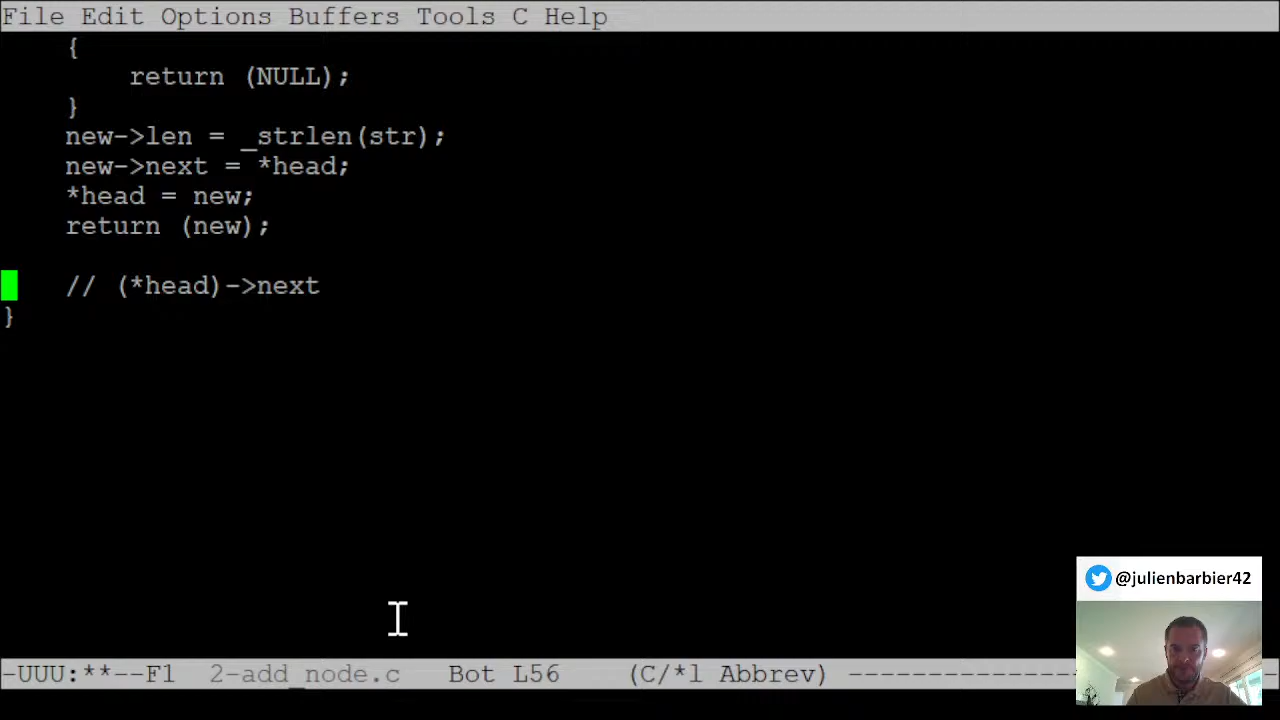 File Edit Options Buffers Tools C Help
{
return (NULL);
}
new->len = _strlen(str);
new->next = *head;
*head = new;
return (new);
// (*head)->next
}
@julienbarbier42
-UUU:**--F1 2-add_node.c Bot L56 (C/*l Abbrev) ----------------